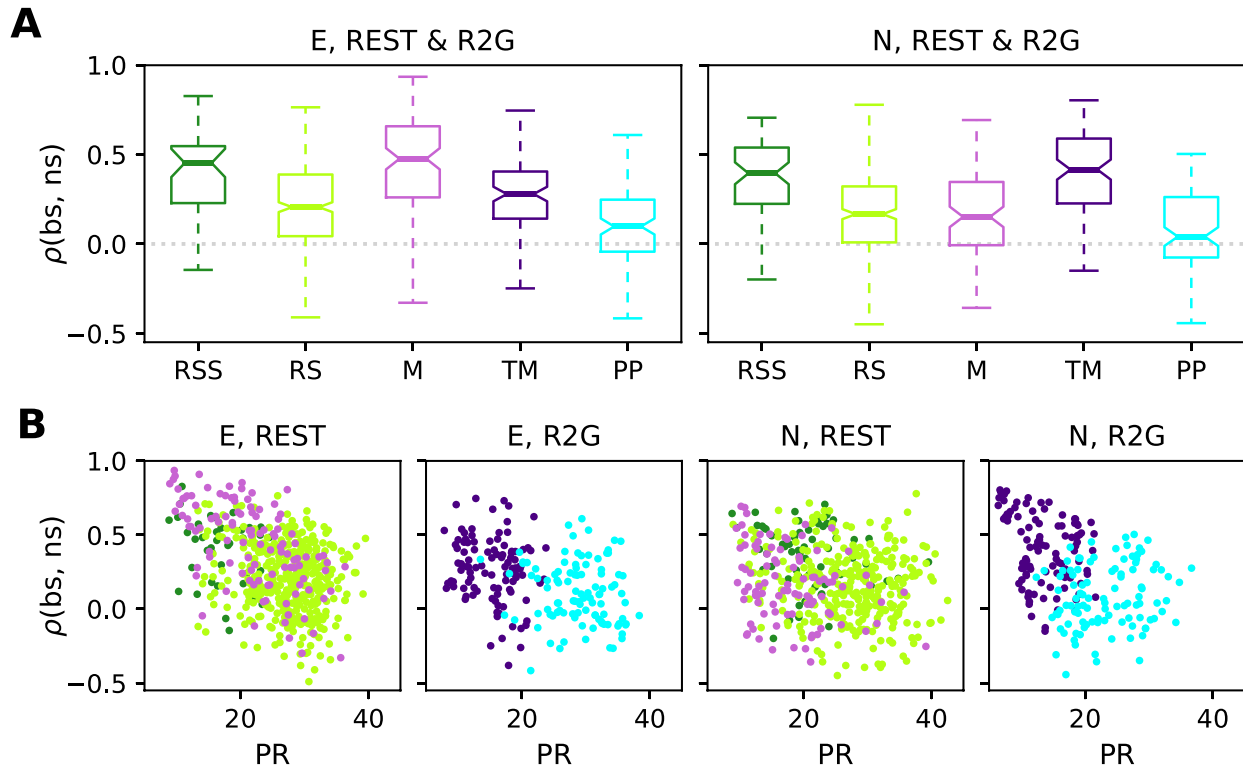 A
E, REST & R2G
N, REST & R2G
ρ(bs, ns)
1.0
0.5
0.0
−0.5
RSS RS M TM PP
RSS RS M TM PP
B
E, REST
E, R2G
N, REST
N, R2G
ρ(bs, ns)
1.0
0.5
0.0
−0.5
20 40
20 40
20 40
20 40
PR
PR
PR
PR